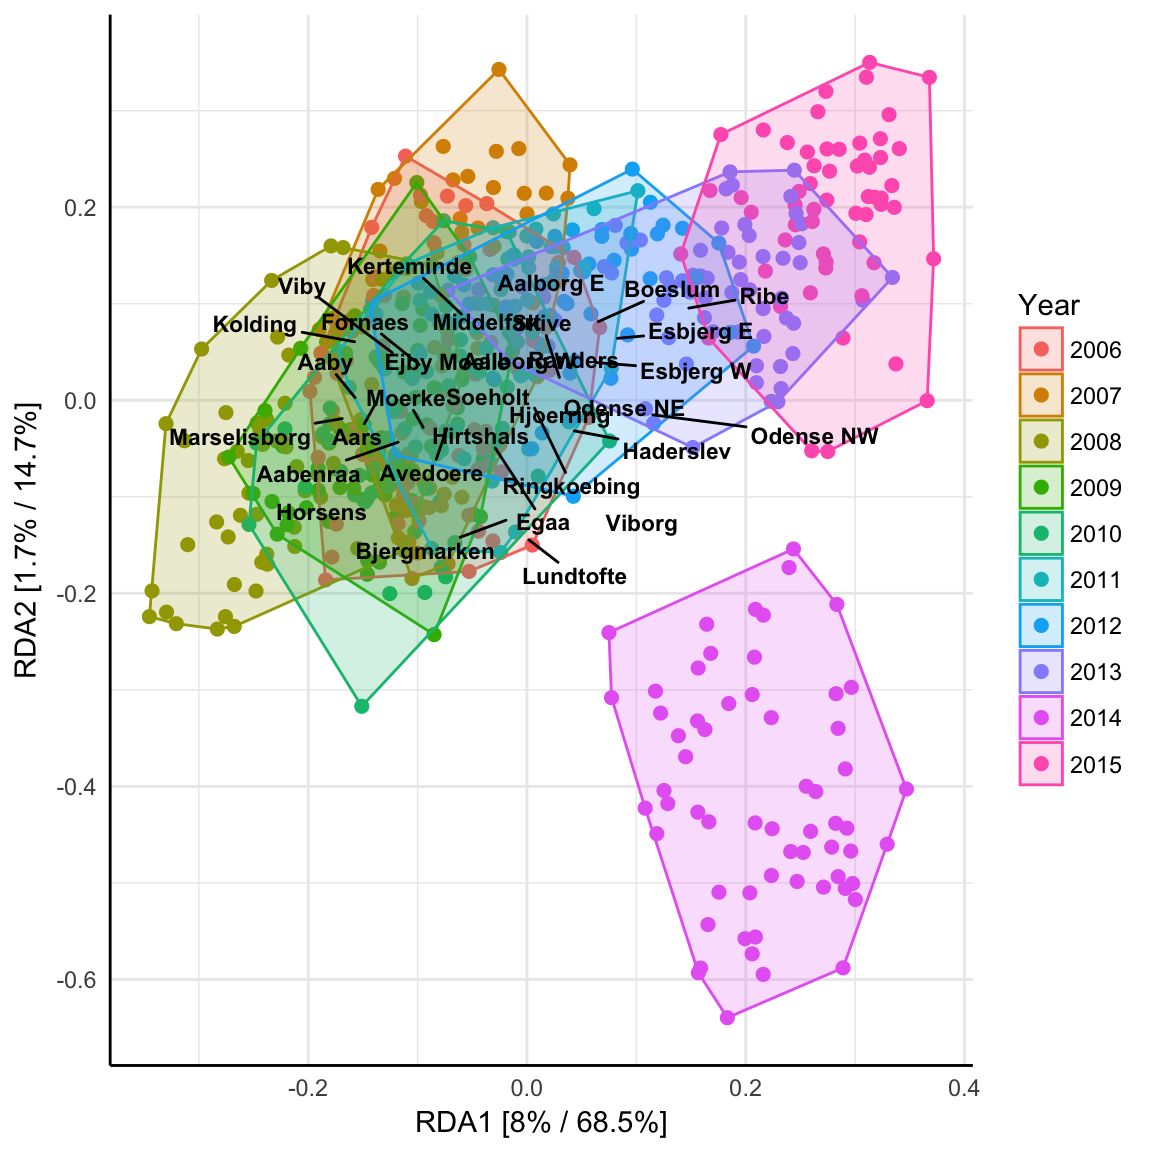 Kerteminde
Viby
Aalborg E
Boeslum
Ribe
Kolding
Fornaes
Middelfart
Skive
Esbjerg E
Aaby
Ejby
Aalborg W
Randers
Esbjerg W
Moerke
Soeholt
Hjoerring
Odense NE
Odense NW
Marselisborg
Aars
Hirtshals
Haderslev
Aabenraa
Avedoere
Ringkoebing
Horsens
Egaa
Viborg
Bjergmarken
Lundtofte
0.2
0.0
-0.2
-0.4
-0.6
-0.2
0.0
0.2
0.4
RDA1 [8% / 68.5%]
RDA2 [1.7% / 14.7%]
Year
2006
2007
2008
2009
2010
2011
2012
2013
2014
2015